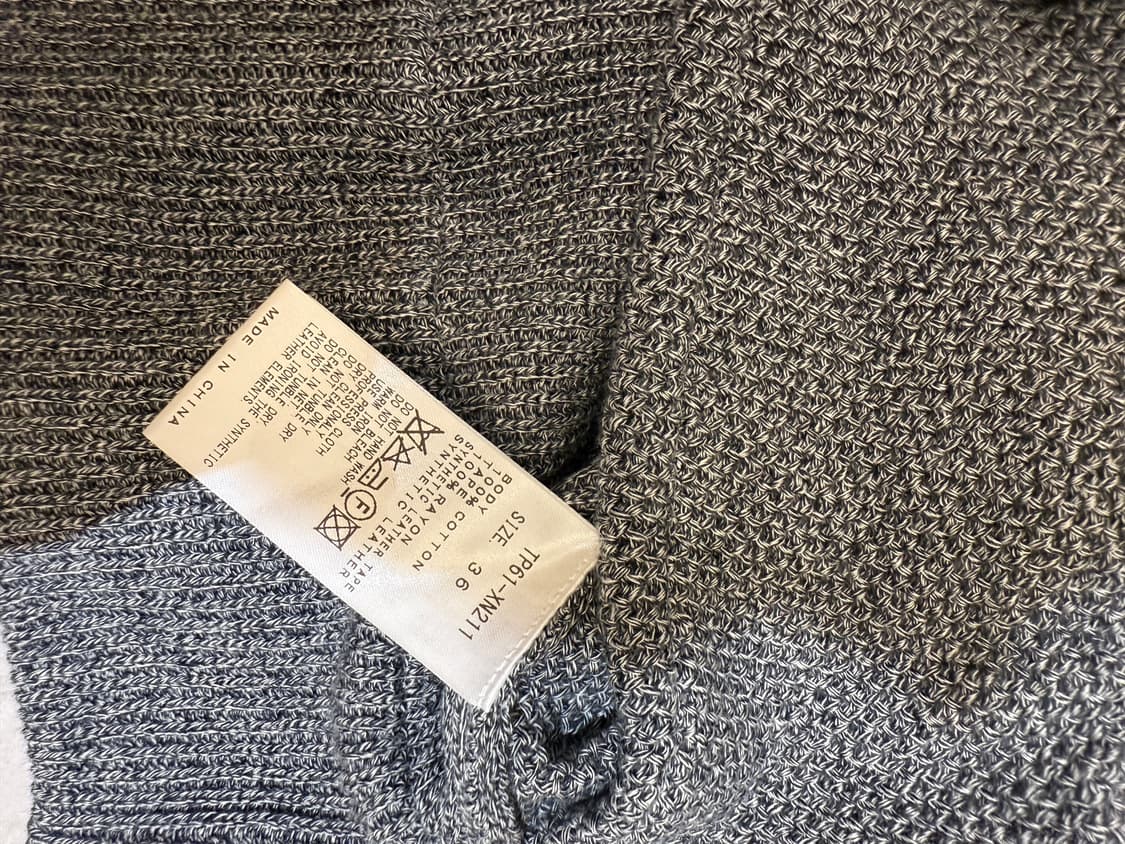 TP61-XN211
SIZE 36
BODY
100% COTTON
TAPE
100% RAYON
SYNTHETIC LEATHER TAPE
SYNTHETIC LEATHER
E
DO NOT HAND WASH
DO NOT BLEACH
WARM IRON
USE PRESS CLOTH
PROFESSIONALLY
DRY CLEAN ONLY
CLEAN IN NET
DO NOT TUMBLE DRY
AVOID IRONING THE SYNTHETIC
LEATHER ELEMENTS
MADE IN CHINA